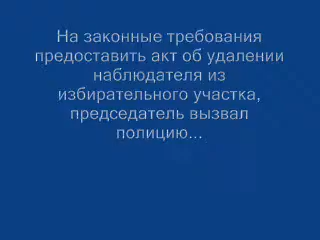 На законные требования
предоставить акт об удалении
наблюдателя из
избирательного участка,
председатель вызвал
полицию...